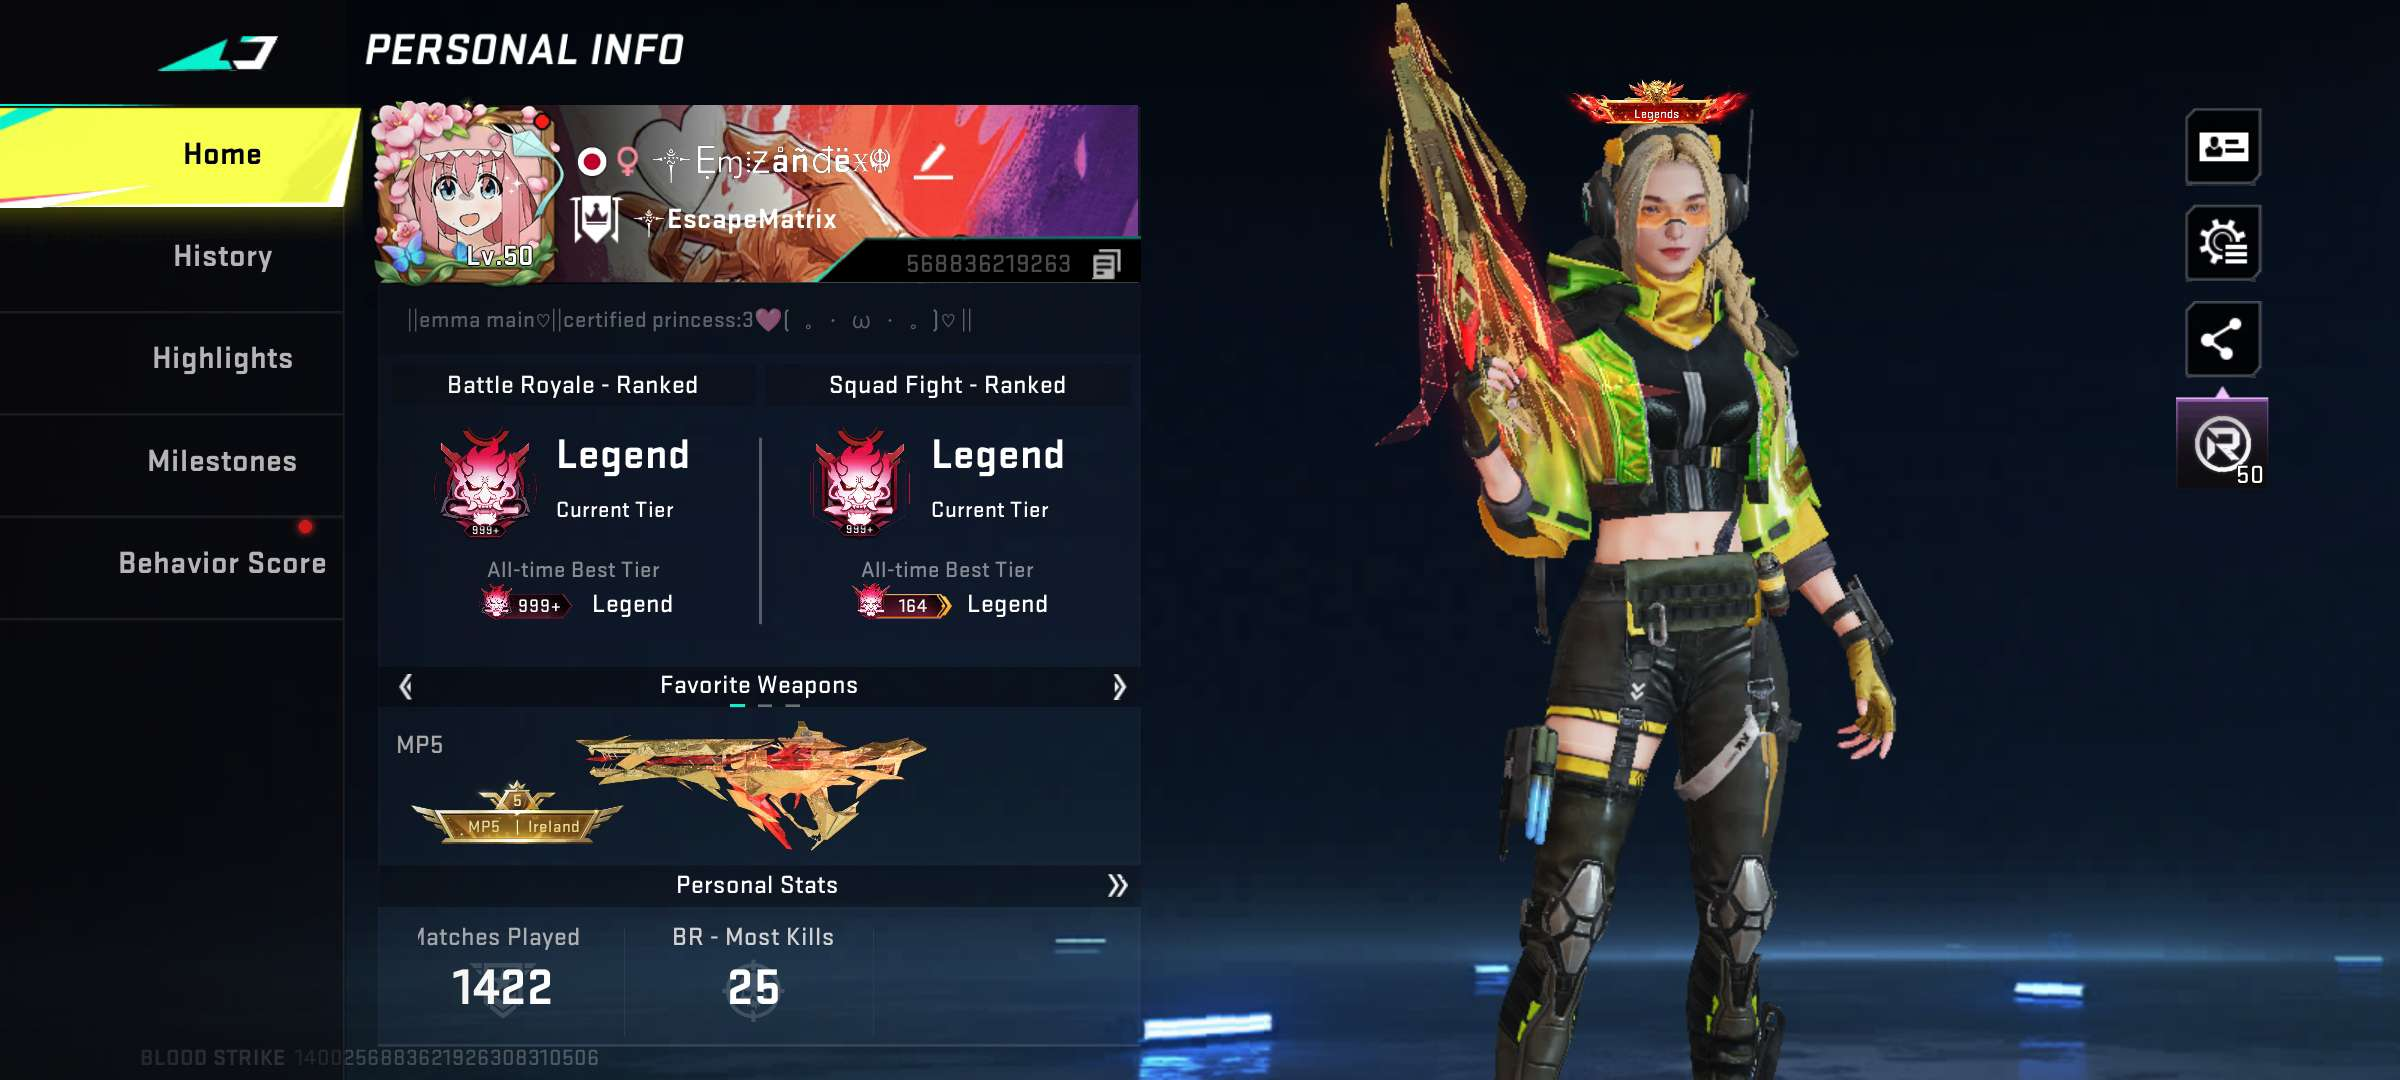 PERSONAL INFO
Home
History
Highlights
Milestones
Behavior Score
Lv.50
EscapeMatrix
568836219263
||emma main♡||certified princess:3💜( 。・ω・。)♡||
Battle Royale - Ranked
Legend
Current Tier
999+
All-time Best Tier
999+ Legend
Squad Fight - Ranked
Legend
Current Tier
999+
All-time Best Tier
164 Legend
Favorite Weapons
MP5
5
MP5 | Ireland
Personal Stats
Matches Played
1422
BR - Most Kills
25
BLOOD STRIKE 1400256883621926308310506
Legends
50